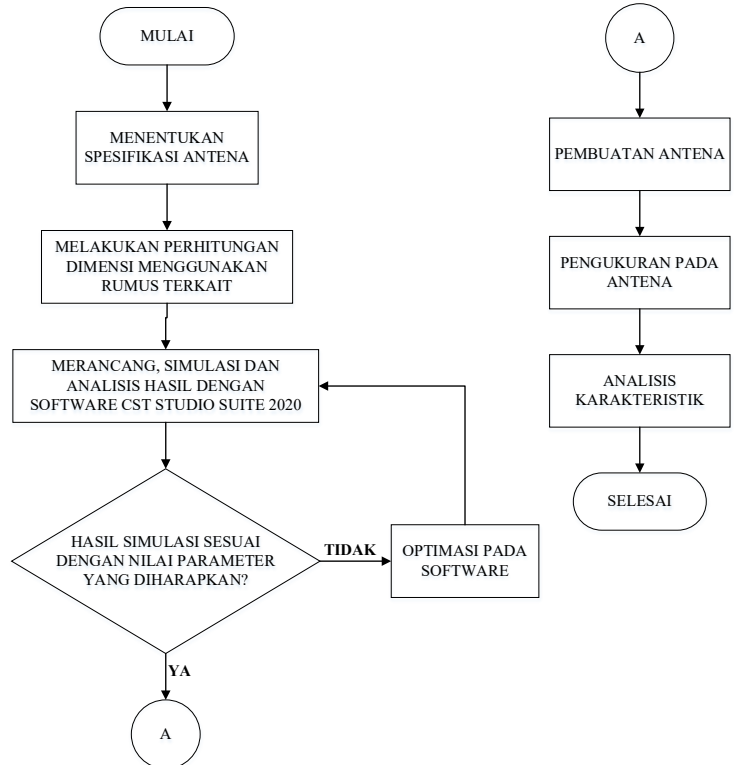 MULAI
MENENTUKAN
SPESIFIKASI ANTENA
MELAKUKAN PERHITUNGAN
DIMENSI MENGGUNAKAN
RUMUS TERKAIT
MERANCANG, SIMULASI DAN
ANALISIS HASIL DENGAN
SOFTWARE CST STUDIO SUITE 2020
HASIL SIMULASI SESUAI
DENGAN NILAI PARAMETER
YANG DIHARAPKAN?
TIDAK
OPTIMASI PADA
SOFTWARE
YA
A
A
PEMBUATAN ANTENA
PENGUKURAN PADA
ANTENA
ANALISIS
KARAKTERISTIK
SELESAI